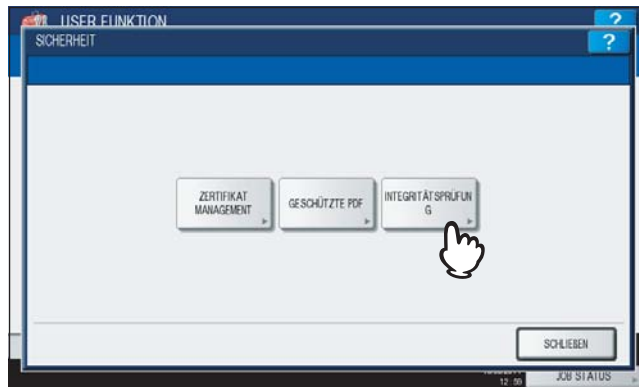 USER FUNKTION
?
SICHERHEIT
?
ZERTIFIKAT
MANAGEMENT
GESCHÜTZTE PDF
INTEGRITÄTSPRÜFUN
G
SCHLIEßEN
12:59
JOB STATUS